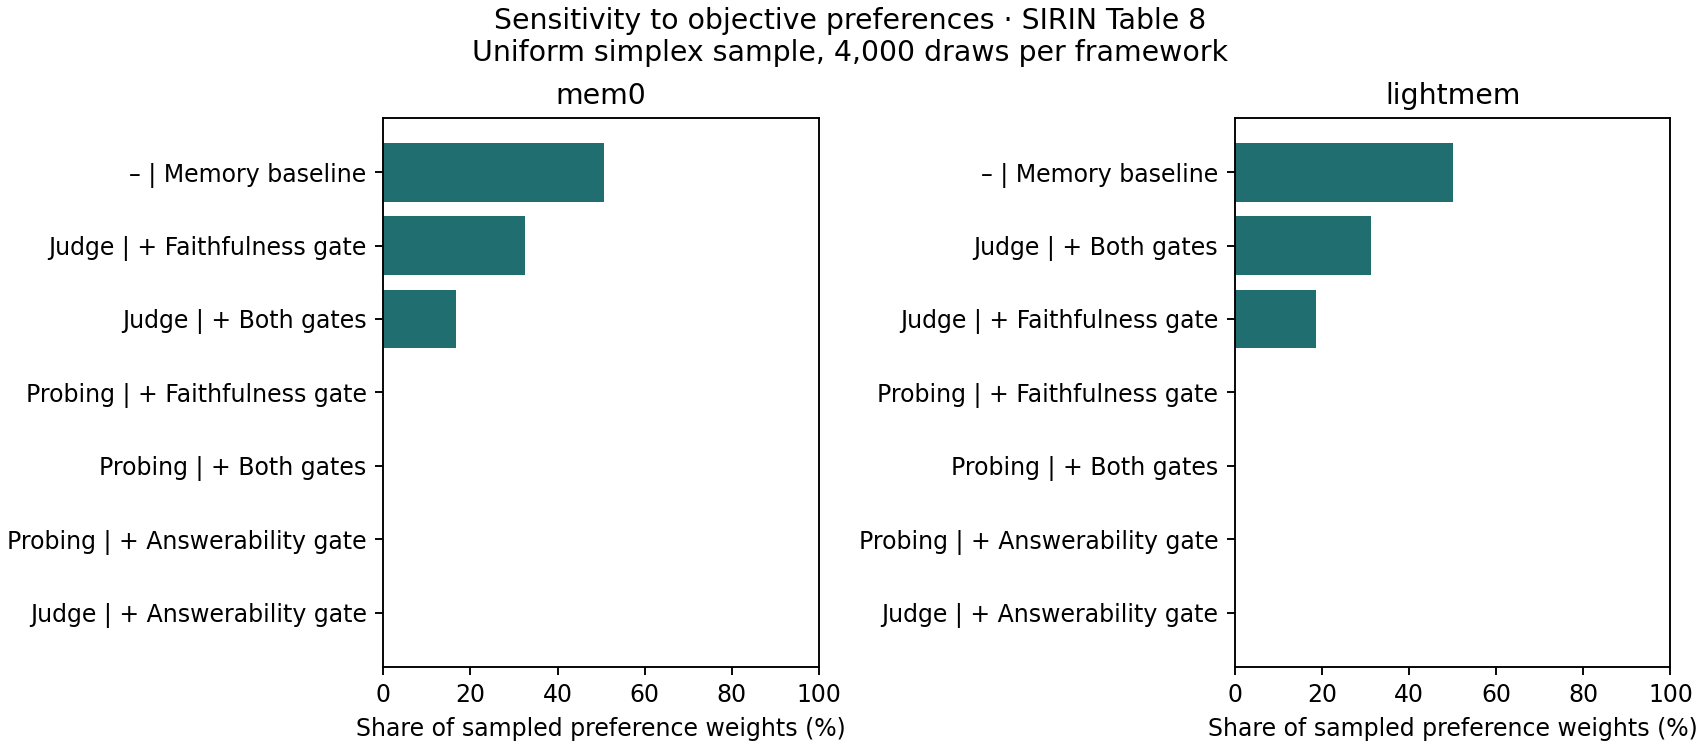 Sensitivity to objective preferences · SIRIN Table 8
Uniform simplex sample, 4,000 draws per framework
mem0
– | Memory baseline
Judge | + Faithfulness gate
Judge | + Both gates
Probing | + Faithfulness gate
Probing | + Both gates
Probing | + Answerability gate
Judge | + Answerability gate
0 20 40 60 80 100
Share of sampled preference weights (%)
lightmem
– | Memory baseline
Judge | + Both gates
Judge | + Faithfulness gate
Probing | + Faithfulness gate
Probing | + Both gates
Probing | + Answerability gate
Judge | + Answerability gate
0 20 40 60 80 100
Share of sampled preference weights (%)